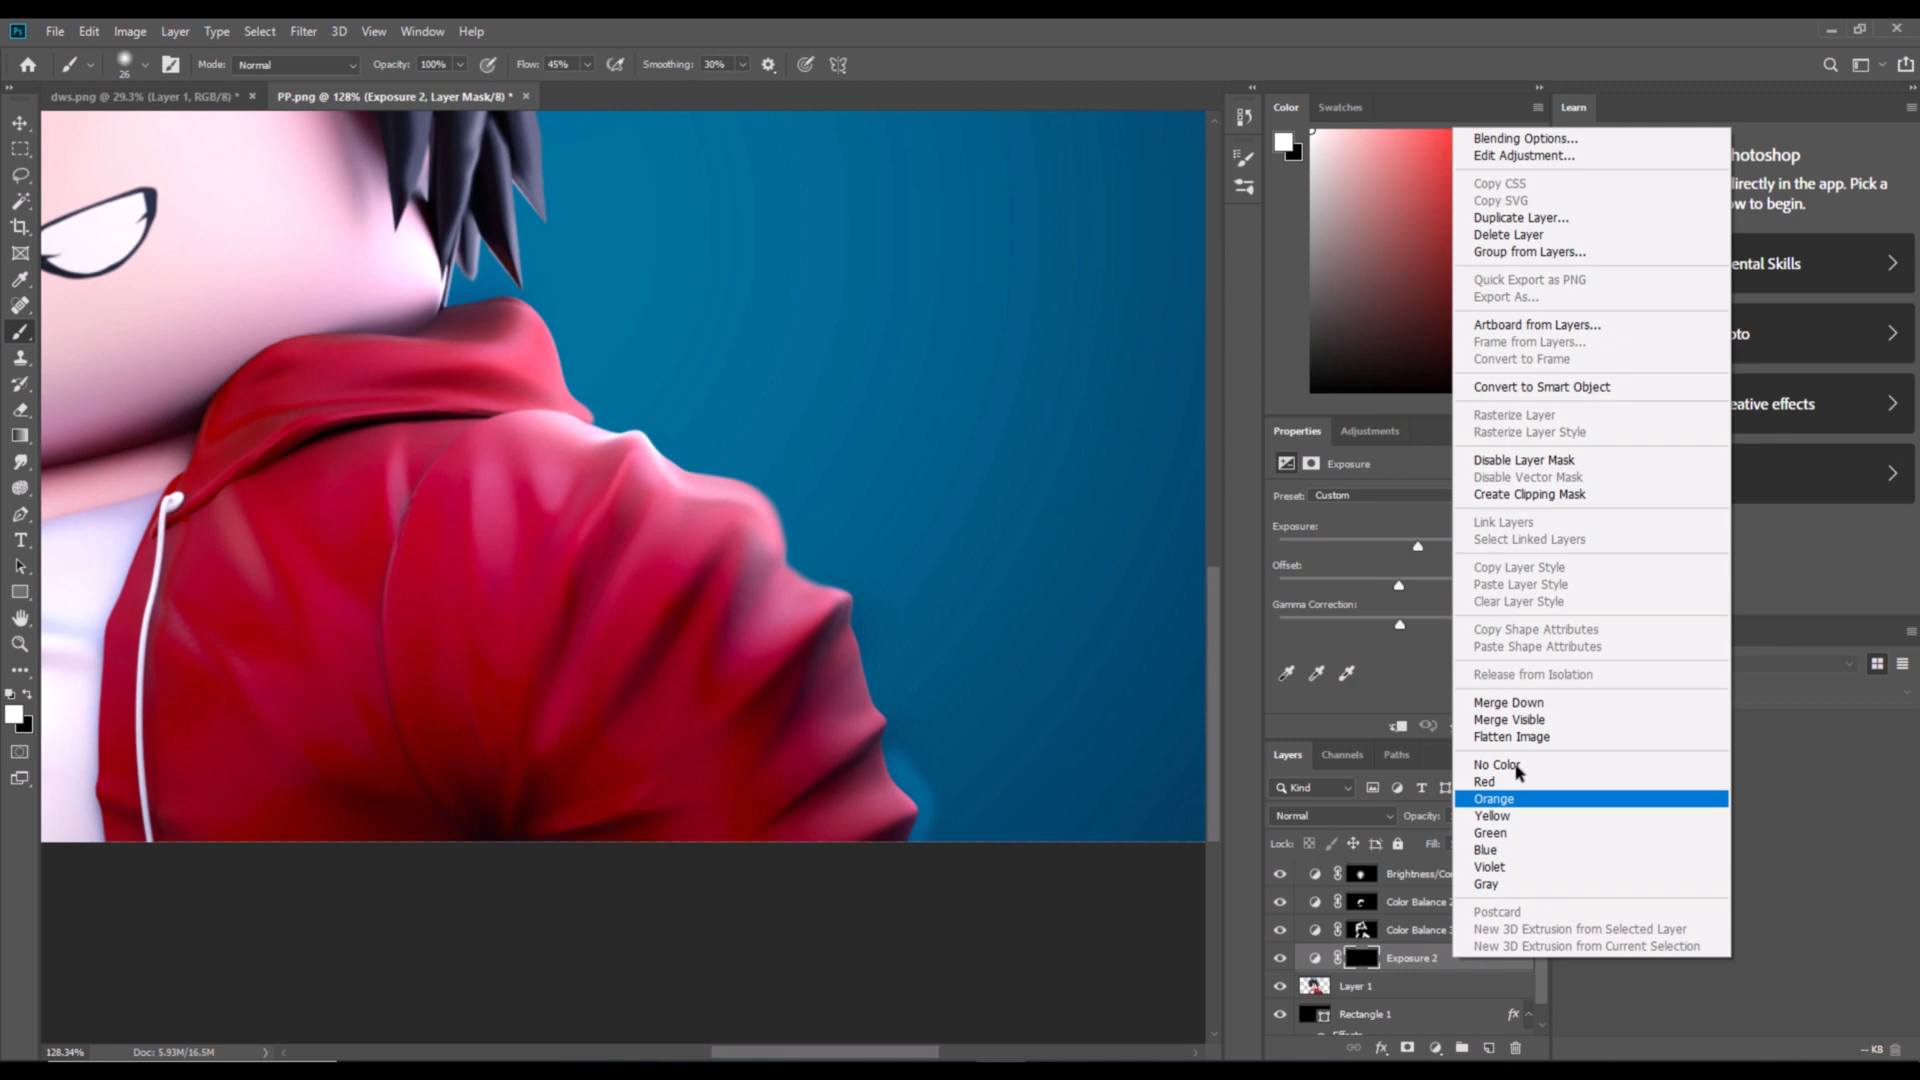 Ps File Edit Image Layer Type Select Filter 3D View Window Help
26 Mode: Normal Opacity: 100% Flow: 45% Smoothing: 30%
dws.png @ 29.3% (Layer 1, RGB/8) * PP.png @ 128% (Exposure 2, Layer Mask/8) *
Color Swatches
Learn
hotoshop
directly in the app. Pick a
ow to begin.
ental Skills
oto
eative effects
Blending Options...
Edit Adjustment...
Copy CSS
Copy SVG
Duplicate Layer...
Delete Layer
Group from Layers...
Quick Export as PNG
Export As...
Artboard from Layers...
Frame from Layers...
Convert to Frame
Convert to Smart Object
Rasterize Layer
Rasterize Layer Style
Disable Layer Mask
Disable Vector Mask
Create Clipping Mask
Link Layers
Select Linked Layers
Copy Layer Style
Paste Layer Style
Clear Layer Style
Copy Shape Attributes
Paste Shape Attributes
Release from Isolation
Merge Down
Merge Visible
Flatten Image
No Color
Red
Orange
Yellow
Green
Blue
Violet
Gray
Postcard
New 3D Extrusion from Selected Layer
New 3D Extrusion from Current Selection
Properties Adjustments
Exposure
Preset: Custom
Exposure:
Offset:
Gamma Correction:
Layers Channels Paths
Kind
Normal Opacity:
Lock: Fill:
Brightness/Co
Color Balance 2
Color Balance
Exposure 2
Layer 1
Rectangle 1 fx
Effects
fx
128.34% Doc: 5.93M/16.5M
-- KB